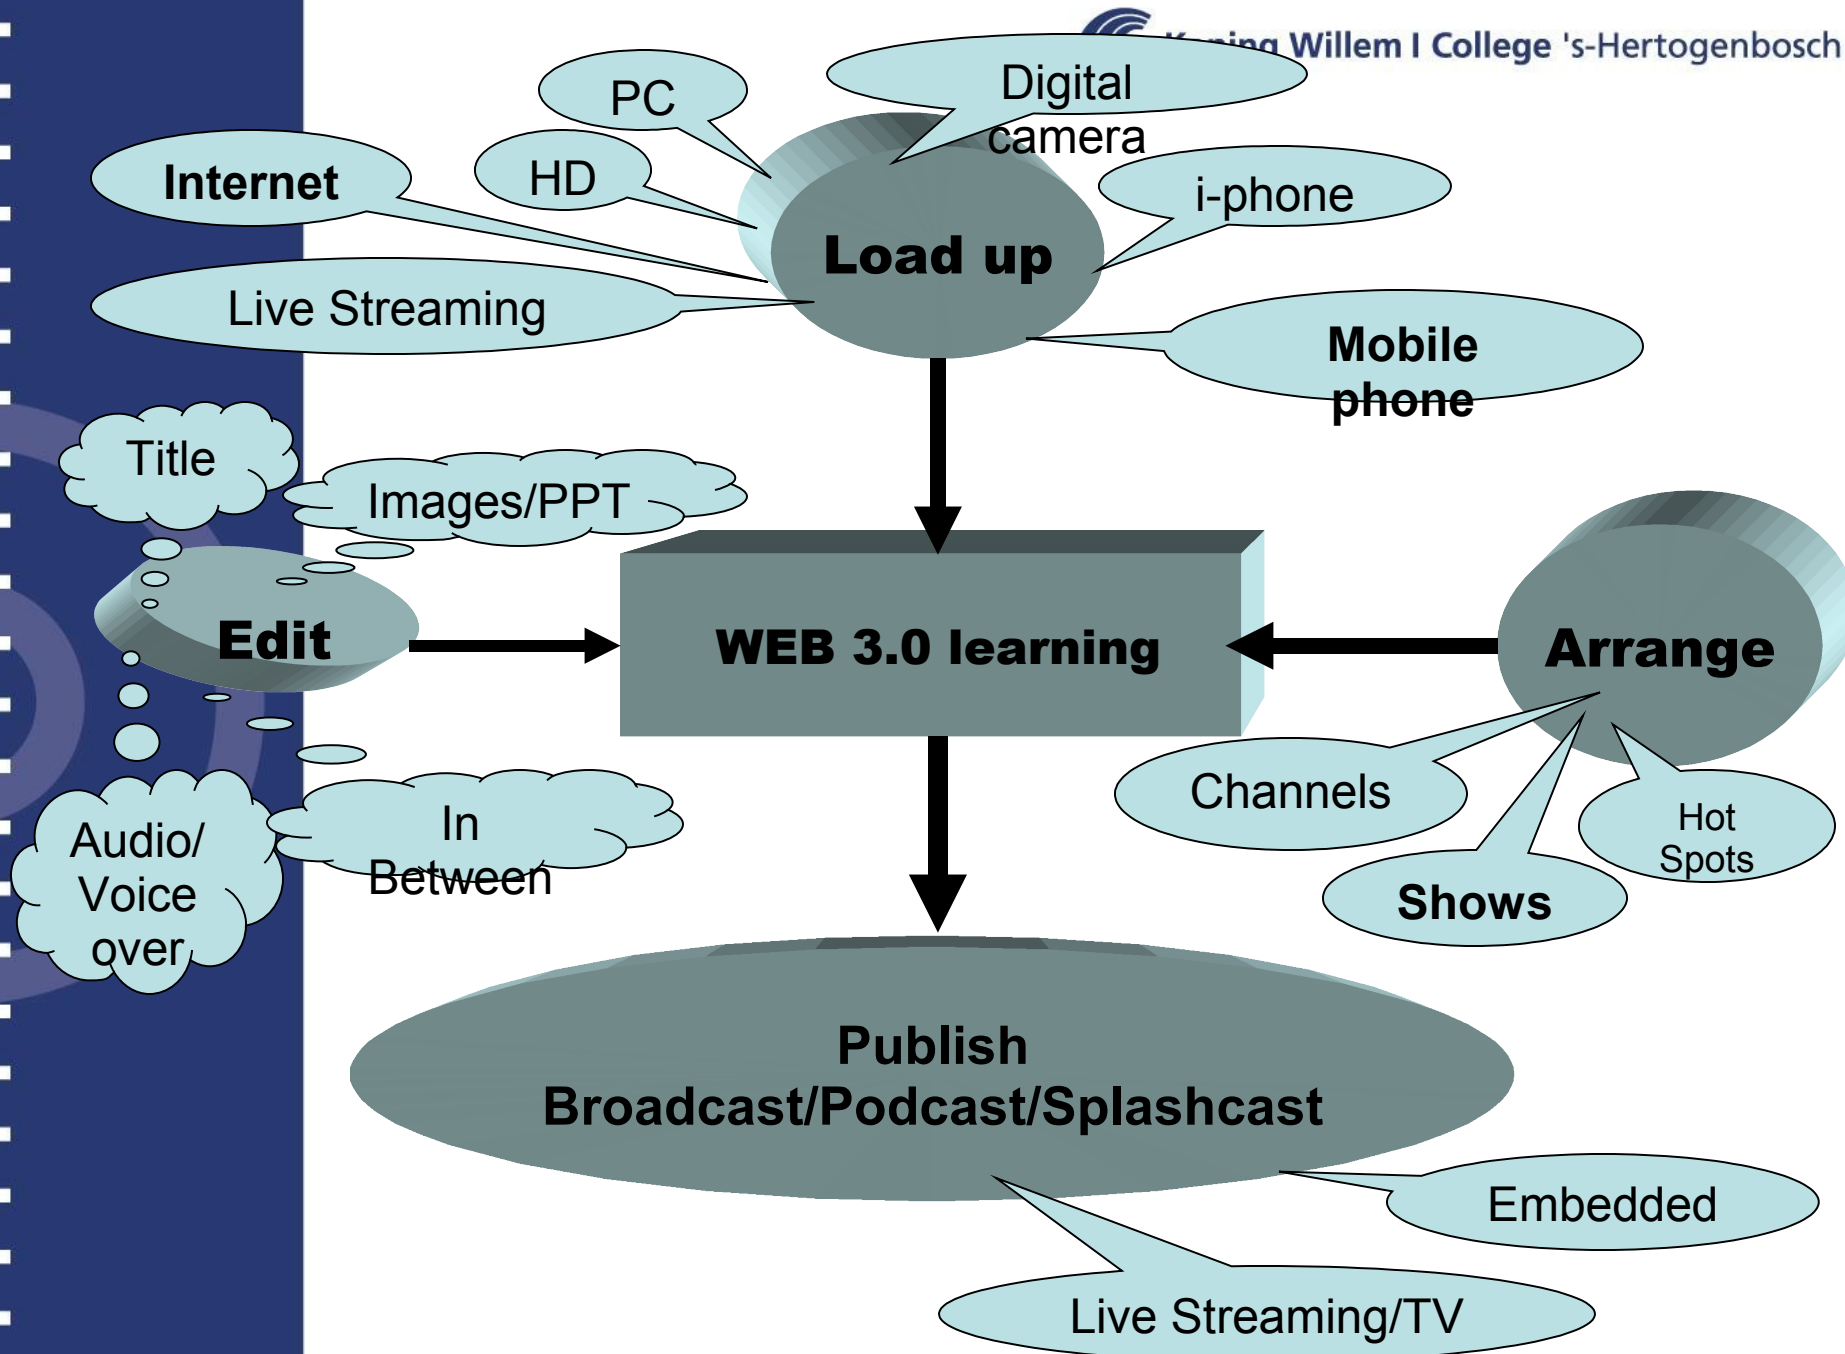 Koning Willem I College 's-Hertogenbosch
PC
Digital
camera
Internet
HD
i-phone
Load up
Live Streaming
Mobile
phone
Title
Images/PPT
Edit
WEB 3.0 learning
Arrange
Audio/
Voice
over
In
Between
Channels
Hot
Spots
Shows
Publish
Broadcast/Podcast/Splashcast
Embedded
Live Streaming/TV